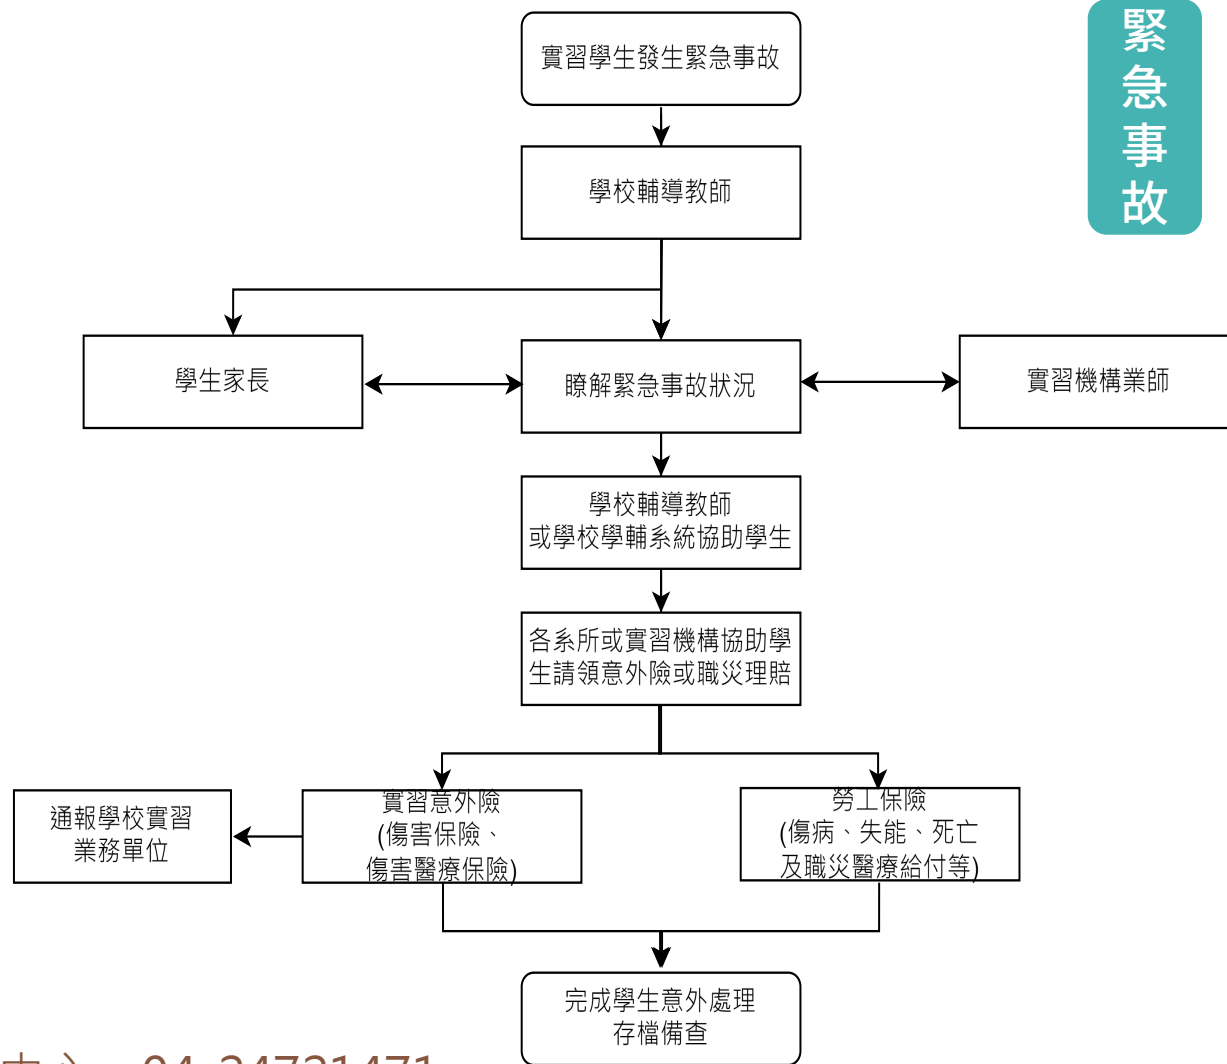 緊急事故
實習學生發生緊急事故
學校輔導教師
學生家長
瞭解緊急事故狀況
實習機構業師
學校輔導教師
或學校學輔系統協助學生
各系所或實習機構協助學
生請領意外險或職災理賠
通報學校實習
業務單位
實習意外險
(傷害保險、
傷害醫療保險)
勞工保險
(傷病、失能、死亡
及職災醫療給付等)
完成學生意外處理
存檔備查